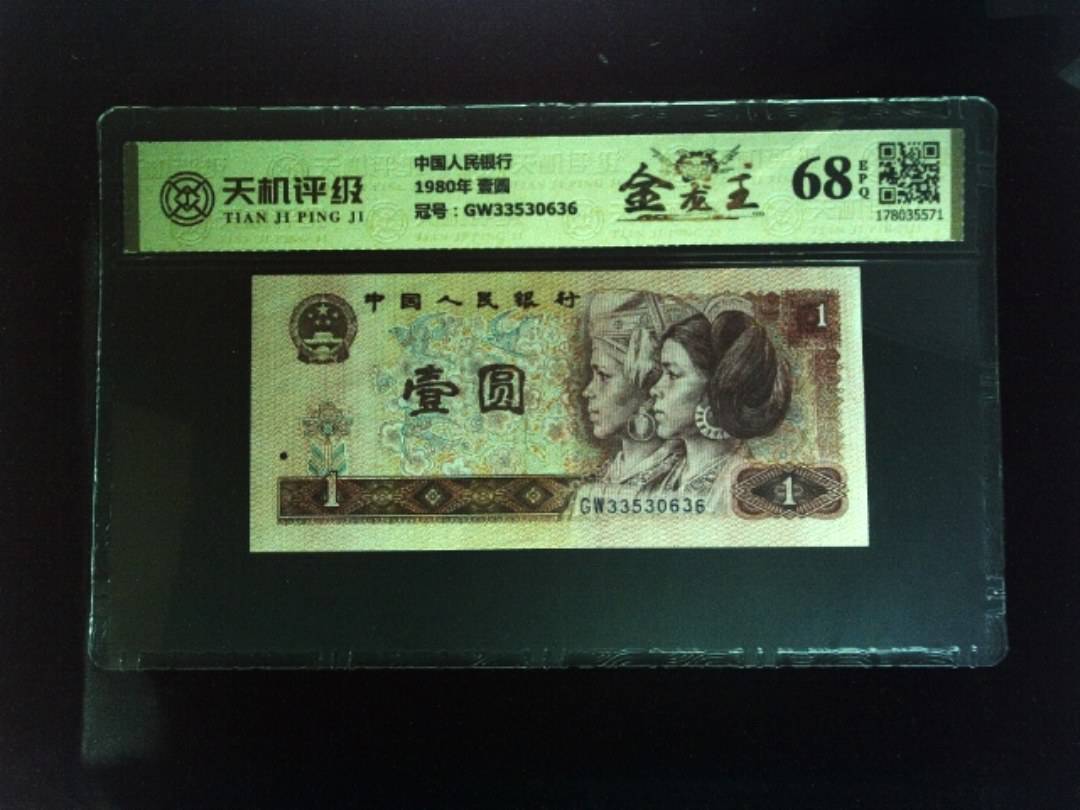 天机评级
TIAN JI PING JI
中国人民银行
1980年 壹圆
冠号：GW33530636
金龙王
68
EPQ
178035571
中国人民银行
1
壹圆
1
GW33530636
1